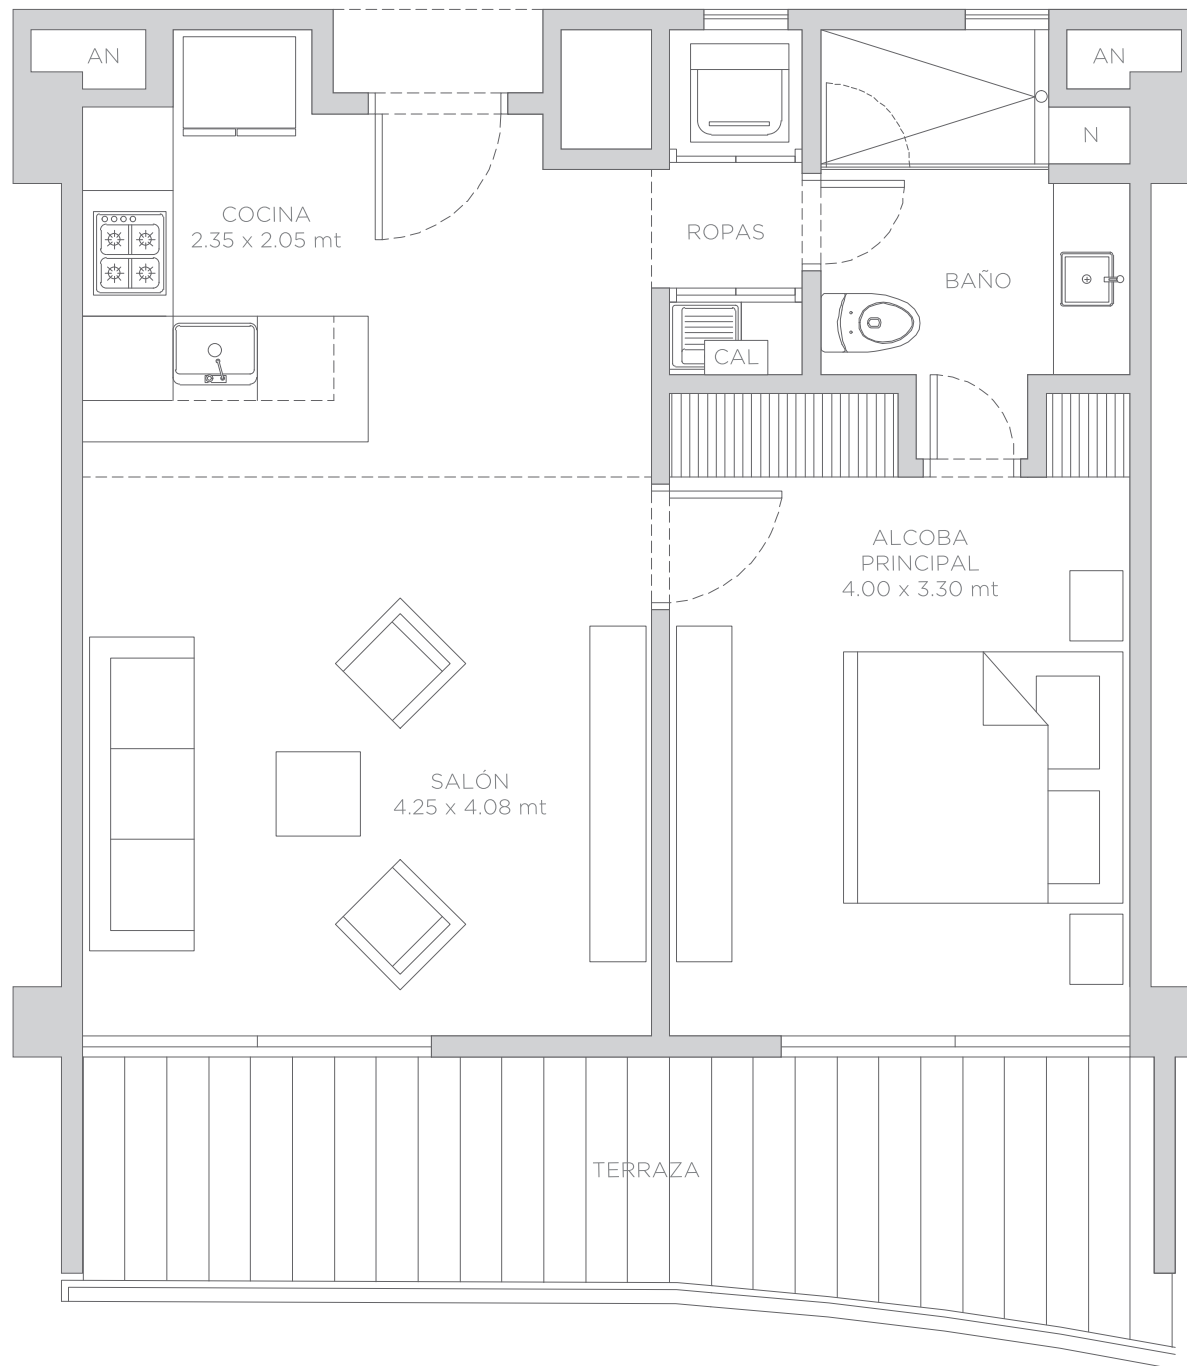 AN
AN
N
COCINA
2.35 x 2.05 mt
ROPAS
BAÑO
CAL
ALCOBA
PRINCIPAL
4.00 x 3.30 mt
SALÓN
4.25 x 4.08 mt
TERRAZA